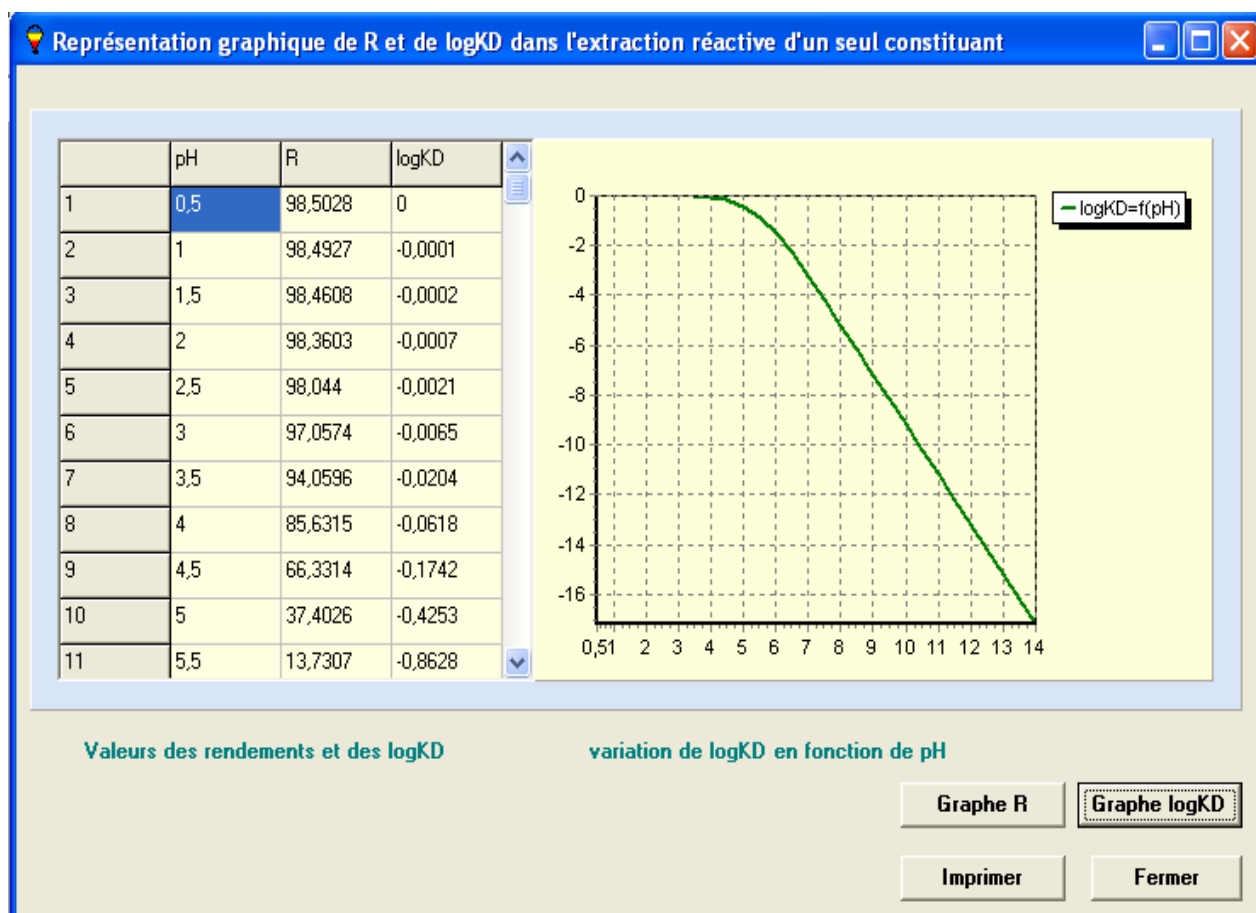 Représentation graphique de R et de logKD dans l'extraction réactive d'un seul constituant
pH R logKD
1 0,5 98,5028 0
2 1 98,4927 -0,0001
3 1,5 98,4608 -0,0002
4 2 98,3603 -0,0007
5 2,5 98,044 -0,0021
6 3 97,0574 -0,0065
7 3,5 94,0596 -0,0204
8 4 85,6315 -0,0618
9 4,5 66,3314 -0,1742
10 5 37,4026 -0,4253
11 5,5 13,7307 -0,8628
0
-2
-4
-6
-8
-10
-12
-14
-16
0,51 2 3 4 5 6 7 8 9 10 11 12 13 14
logKD=f(pH)
Valeurs des rendements et des logKD
variation de logKD en fonction de pH
Graphe R Graphe logKD
Imprimer Fermer